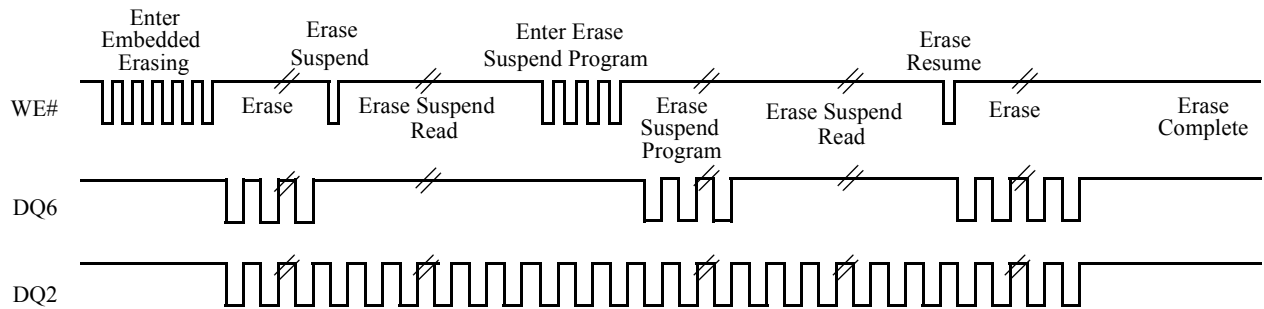 Enter
Embedded
Erasing
Erase
Suspend
Enter Erase
Suspend Program
Erase
Resume
WE#
Erase
Erase Suspend
Read
Erase
Suspend
Program
Erase Suspend
Read
Erase
Erase
Complete
DQ6
DQ2